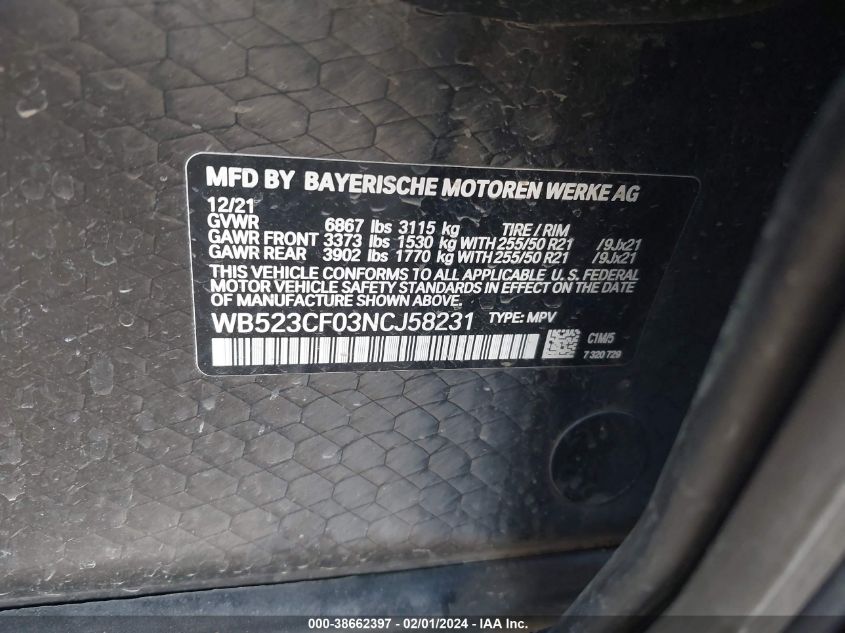 MFD BY BAYERISCHE MOTOREN WERKE AG
12/21
GVWR 6867 lbs 3115 kg TIRE / RIM
GAWR FRONT 3373 lbs 1530 kg WITH 255/50 R21 /9Jx21
GAWR REAR 3902 lbs 1770 kg WITH 255/50 R21 /9Jx21
THIS VEHICLE CONFORMS TO ALL APPLICABLE U.S. FEDERAL
MOTOR VEHICLE SAFETY STANDARDS IN EFFECT ON THE DATE
OF MANUFACTURE SHOWN ABOVE.
WB523CF03NCJ58231 TYPE: MPV
C1M/5
7 320 729
000-38662397 - 02/01/2024 - IAA Inc.